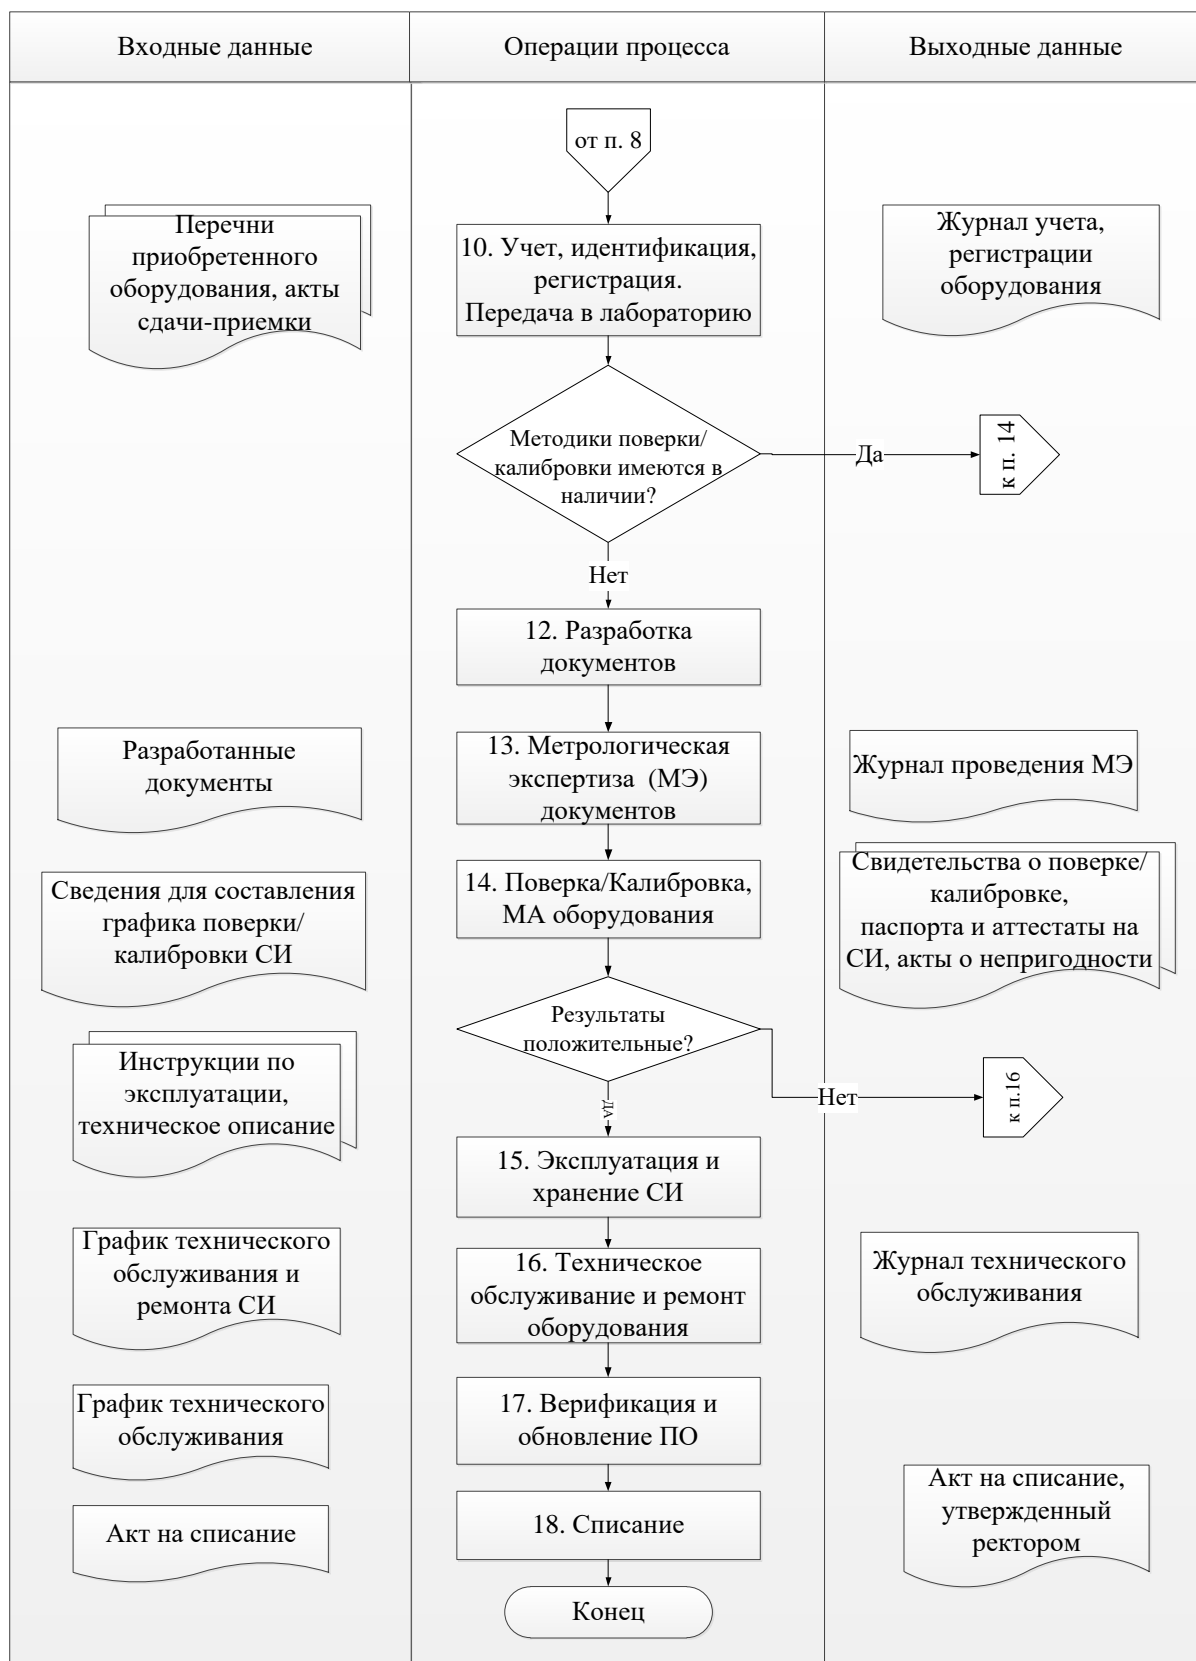 Входные данные
Операции процесса
Выходные данные
от п. 8
Перечни
приобретенного
оборудования, акты
сдачи-приемки
10. Учет, идентификация,
регистрация.
Передача в лабораторию
Журнал учета,
регистрации
оборудования
Методики поверки/
калибровки имеются в
наличии?
Да
к п. 14
Нет
12. Разработка
документов
Разработанные
документы
13. Метрологическая
экспертиза (МЭ)
документов
Журнал проведения МЭ
Сведения для составления
графика поверки/
калибровки СИ
14. Поверка/Калибровка,
МА оборудования
Свидетельства о поверке/
калибровке,
паспорта и аттестаты на
СИ, акты о непригодности
Результаты
положительные?
Инструкции по
эксплуатации,
техническое описание
ДА
Нет
к п.16
15. Эксплуатация и
хранение СИ
График технического
обслуживания и
ремонта СИ
16. Техническое
обслуживание и ремонт
оборудования
Журнал технического
обслуживания
График технического
обслуживания
17. Верификация и
обновление ПО
Акт на списание
18. Списание
Акт на списание,
утвержденный
ректором
Конец